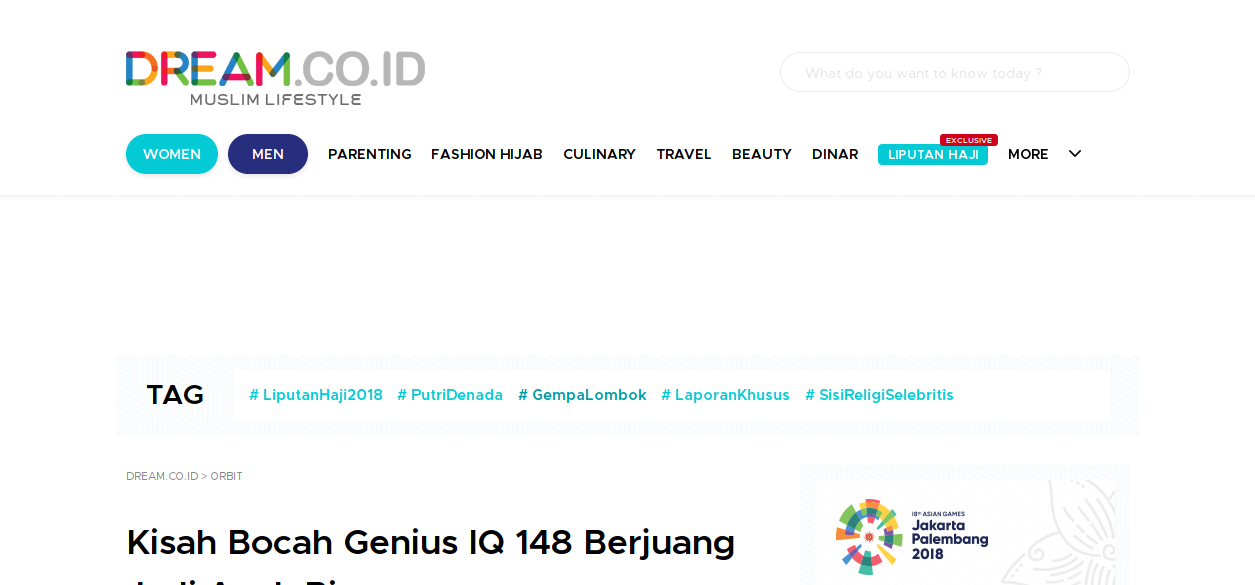 DREAM.CO.ID
MUSLIM LIFESTYLE
What do you want to know today ?
WOMEN MEN PARENTING FASHION HIJAB CULINARY TRAVEL BEAUTY DINAR LIPUTAN HAJI EXCLUSIVE MORE
TAG # LiputanHaji2018 # PutriDenada # GempaLombok # LaporanKhusus # SisiReligiSelebritis
DREAM.CO.ID > ORBIT
Kisah Bocah Genius IQ 148 Berjuang
18th ASIAN GAMES
Jakarta
Palembang
2018